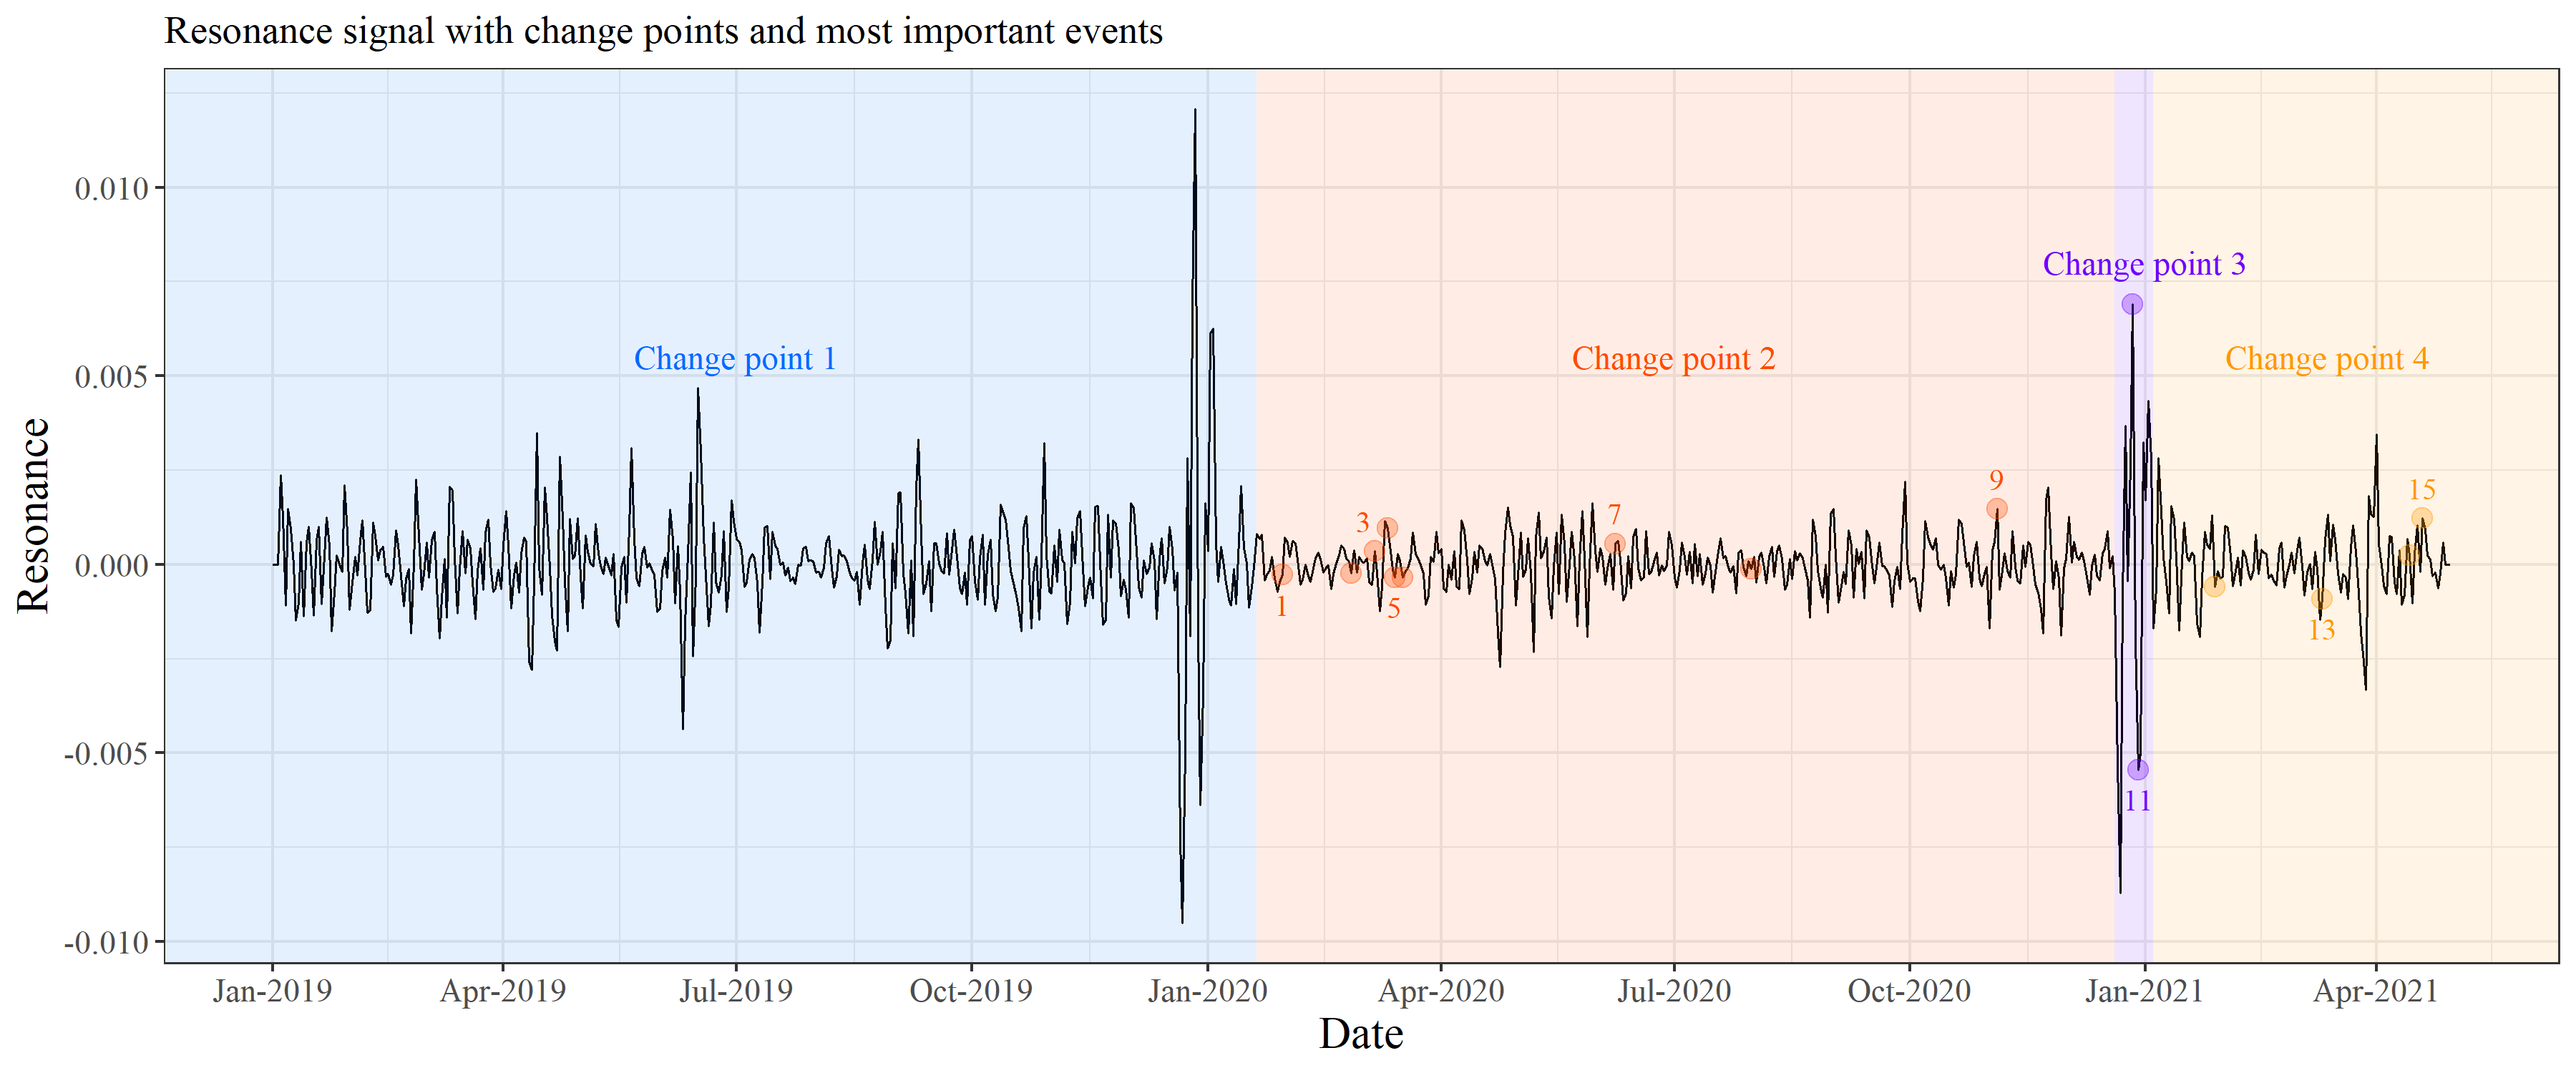 Resonance signal with change points and most important events
Resonance
0.010
0.005
0.000
-0.005
-0.010
Change point 1
Change point 2
Change point 3
Change point 4
1
3
5
7
9
11
13
15
Jan-2019
Apr-2019
Jul-2019
Oct-2019
Jan-2020
Apr-2020
Jul-2020
Oct-2020
Jan-2021
Apr-2021
Date